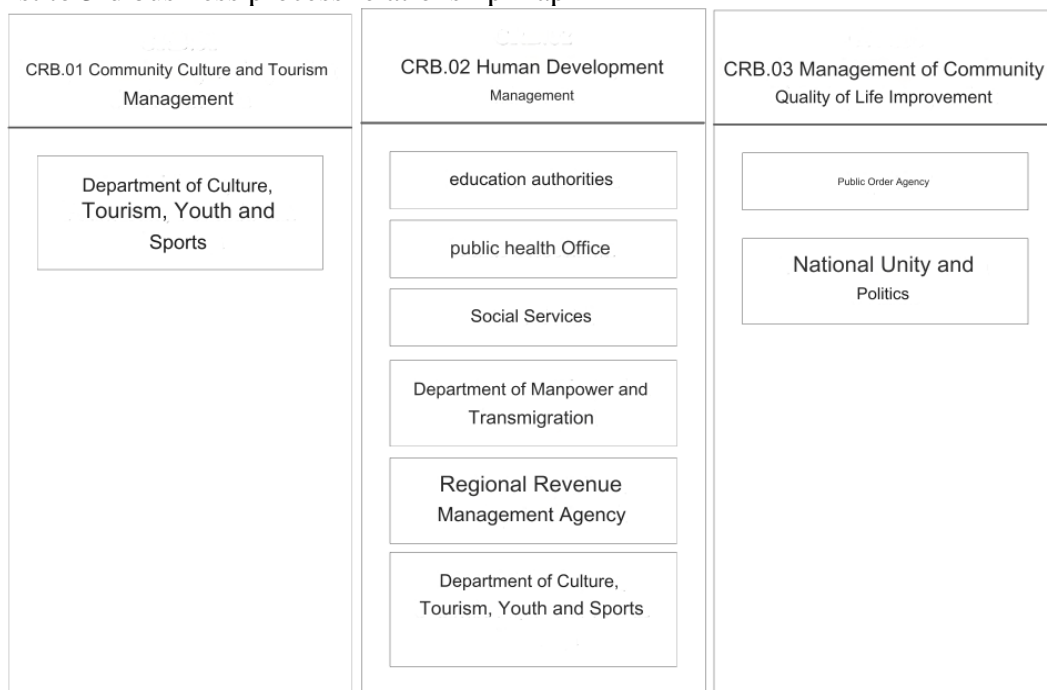 CRB.01 Community Culture and Tourism
Management
Department of Culture,
Tourism, Youth and
Sports
CRB.02 Human Development
Management
education authorities
public health Office
Social Services
Department of Manpower and
Transmigration
Regional Revenue
Management Agency
Department of Culture,
Tourism, Youth and Sports
CRB.03 Management of Community
Quality of Life Improvement
Public Order Agency
National Unity and
Politics